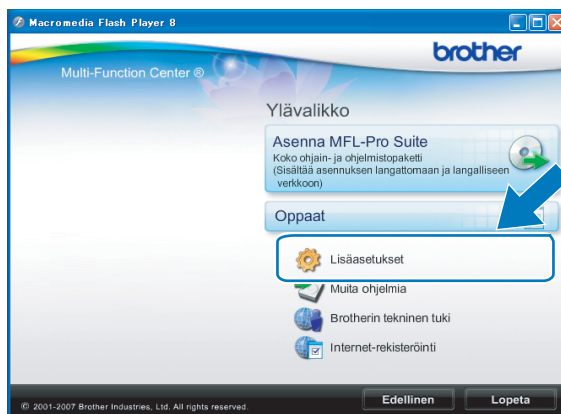 Macromedia Flash Player 8
brother
Multi-Function Center ®
Ylävalikko
Asenna MFL-Pro Suite
Koko ohjain- ja ohjelmistopaketti
(Sisältää asennuksen langattomaan ja langalliseen
verkkoon)
Oppaat
Lisäasetukset
Muita ohjelmia
Brotherin tekninen tuki
Internet-rekisteröinti
© 2001-2007 Brother Industries, Ltd. All rights reserved.
Edellinen
Lopeta